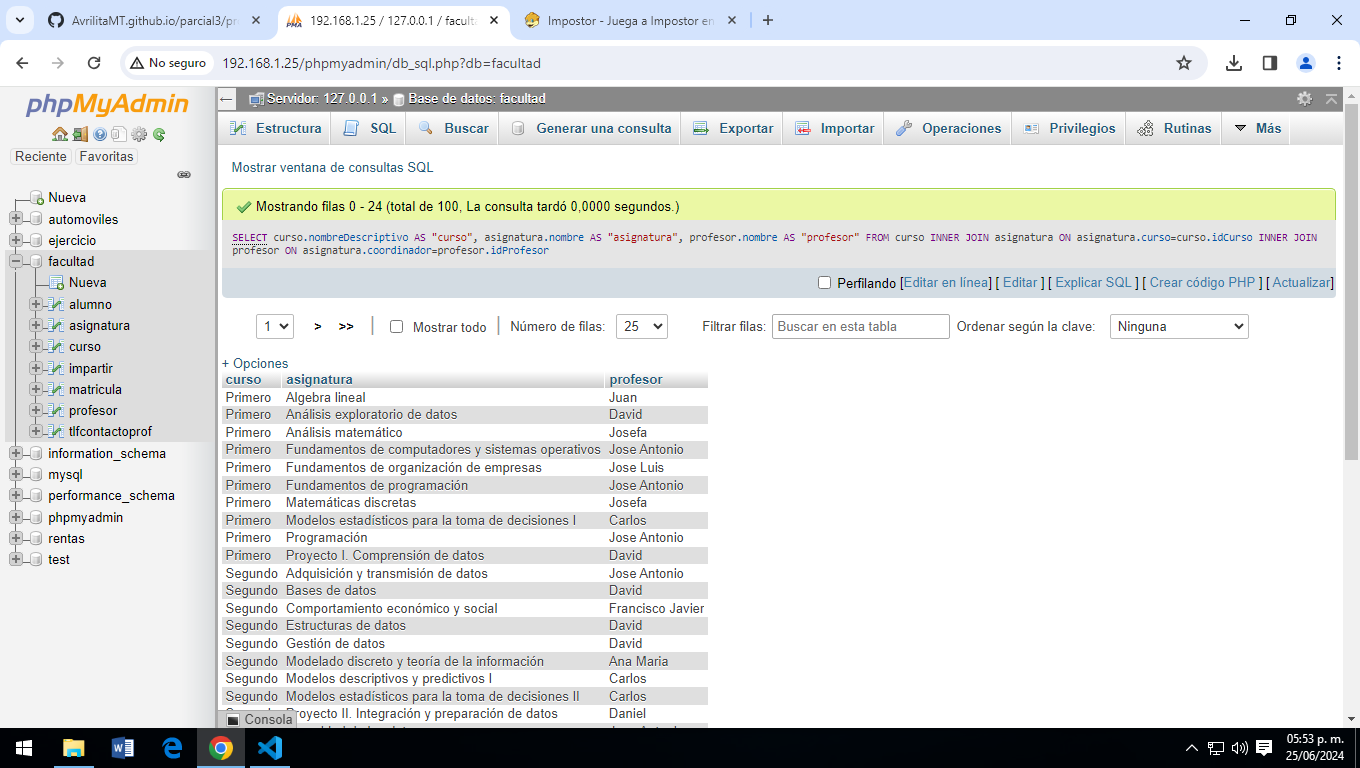 AvrilitaMT.github.io/parcial3/pr
192.168.1.25 / 127.0.0.1 / faculta
Impostor - Juega a Impostor en
No seguro
192.168.1.25/phpmyadmin/db_sql.php?db=facultad
phpMyAdmin
Reciente Favoritas
Nueva
automoviles
ejercicio
facultad
Nueva
alumno
asignatura
curso
impartir
matricula
profesor
tlfcontactoprof
information_schema
mysql
performance_schema
phpmyadmin
rentas
test
Servidor: 127.0.0.1 » Base de datos: facultad
Estructura SQL Buscar Generar una consulta Exportar Importar Operaciones Privilegios Rutinas Más
Mostrar ventana de consultas SQL
Mostrando filas 0 - 24 (total de 100, La consulta tardó 0,0000 segundos.)
SELECT curso.nombreDescriptivo AS "curso", asignatura.nombre AS "asignatura", profesor.nombre AS "profesor" FROM curso INNER JOIN asignatura ON asignatura.curso=curso.idCurso INNER JOIN
profesor ON asignatura.coordinador=profesor.idProfesor
Perfilando [Editar en línea] [ Editar ] [ Explicar SQL ] [ Crear código PHP ] [ Actualizar]
1 > >> | Mostrar todo | Número de filas: 25 Filtrar filas: Buscar en esta tabla Ordenar según la clave: Ninguna
+ Opciones
curso asignatura profesor
Primero Algebra lineal Juan
Primero Análisis exploratorio de datos David
Primero Análisis matemático Josefa
Primero Fundamentos de computadores y sistemas operativos Jose Antonio
Primero Fundamentos de organización de empresas Jose Luis
Primero Fundamentos de programación Jose Antonio
Primero Matemáticas discretas Josefa
Primero Modelos estadísticos para la toma de decisiones I Carlos
Primero Programación Jose Antonio
Primero Proyecto I. Comprensión de datos David
Segundo Adquisición y transmisión de datos Jose Antonio
Segundo Bases de datos David
Segundo Comportamiento económico y social Francisco Javier
Segundo Estructuras de datos David
Segundo Gestión de datos David
Segundo Modelado discreto y teoría de la información Ana Maria
Segundo Modelos descriptivos y predictivos I Carlos
Segundo Modelos estadísticos para la toma de decisiones II Carlos
royecto II. Integración y preparación de datos Daniel
Consola
05:53 p. m.
25/06/2024